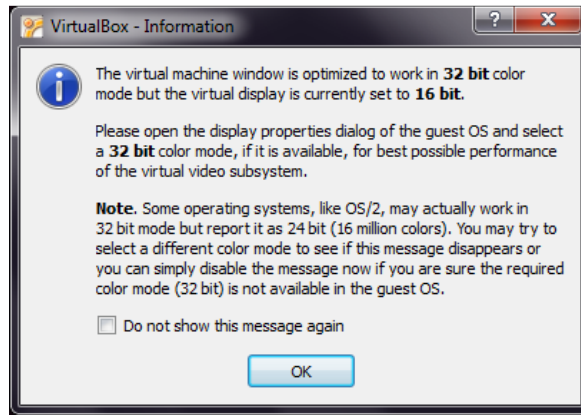 VirtualBox - Information
?
X
The virtual machine window is optimized to work in 32 bit color
mode but the virtual display is currently set to 16 bit.
Please open the display properties dialog of the guest OS and select
a 32 bit color mode, if it is available, for best possible performance
of the virtual video subsystem.
Note. Some operating systems, like OS/2, may actually work in
32 bit mode but report it as 24 bit (16 million colors). You may try to
select a different color mode to see if this message disappears or
you can simply disable the message now if you are sure the required
color mode (32 bit) is not available in the guest OS.
Do not show this message again
OK